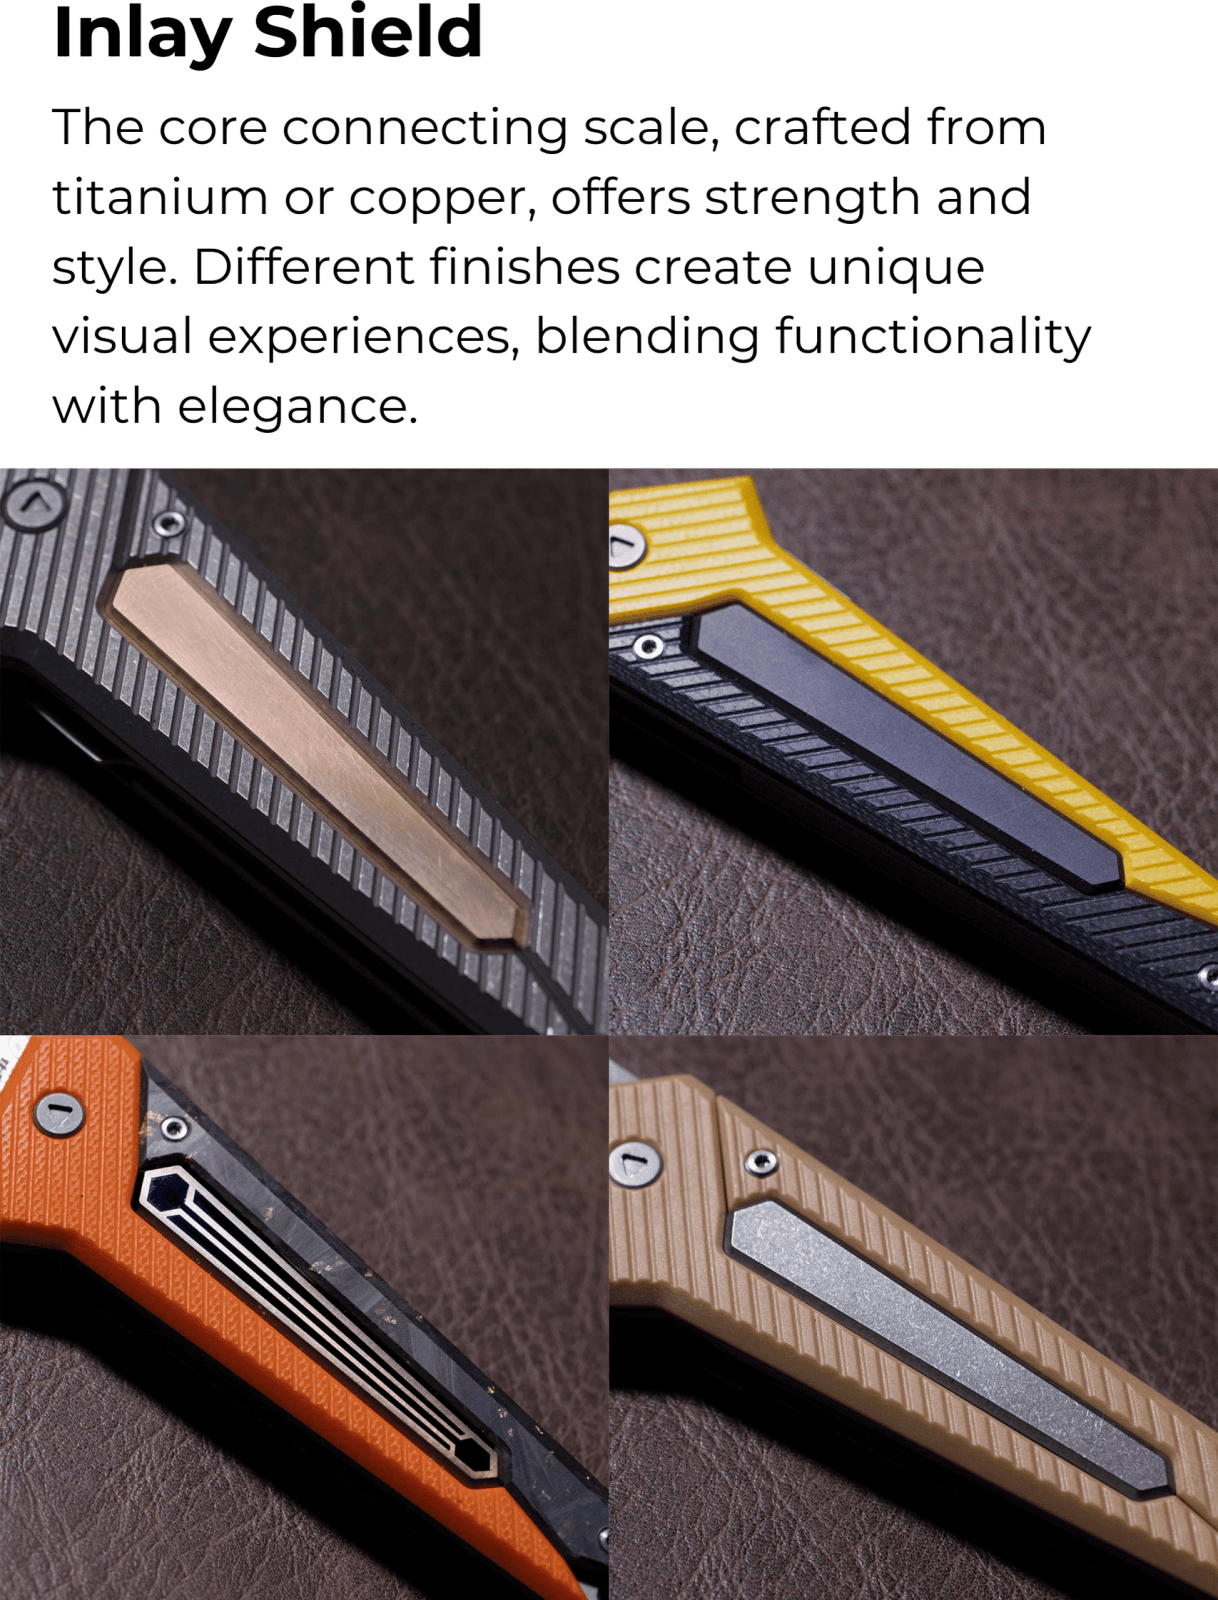 Inlay Shield
The core connecting scale, crafted from
titanium or copper, offers strength and
style. Different finishes create unique
visual experiences, blending functionality
with elegance.